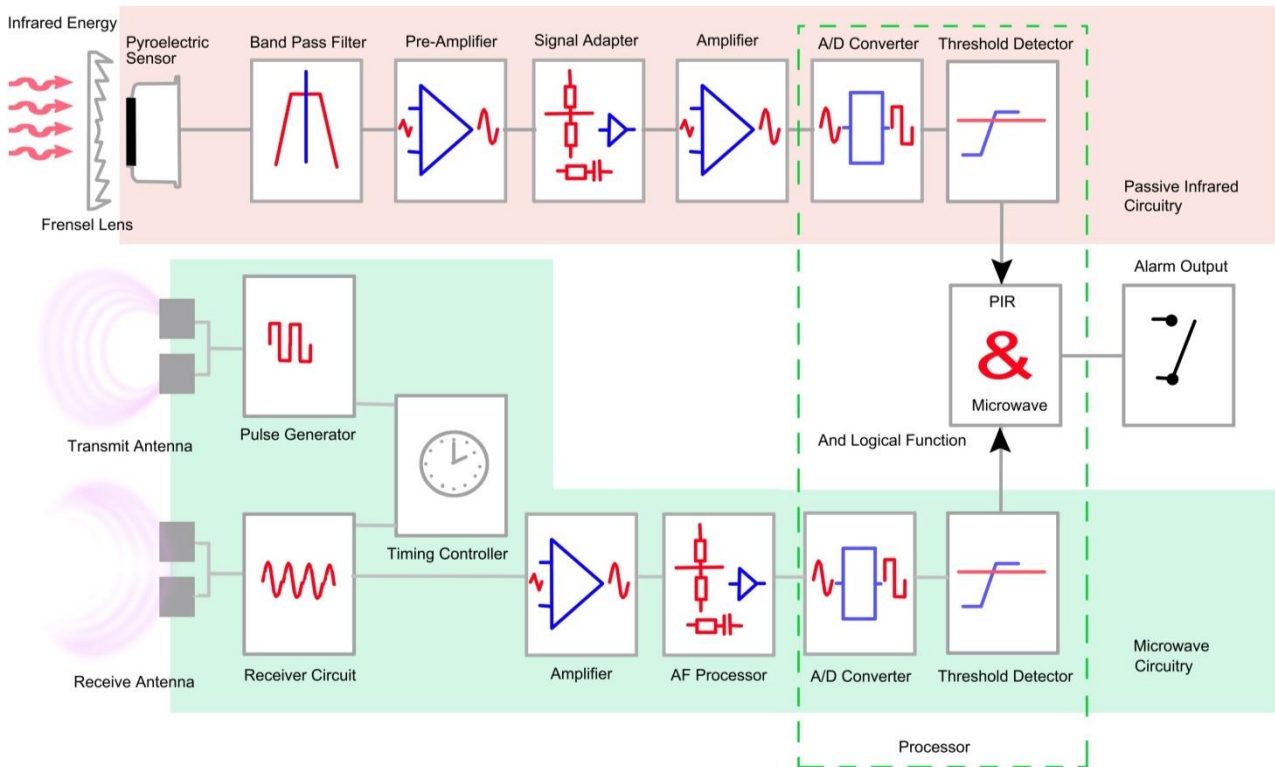 Infrared Energy
Pyroelectric
Sensor
Band Pass Filter
Pre-Amplifier
Signal Adapter
Amplifier
A/D Converter
Threshold Detector
Frensel Lens
Passive Infrared
Circuitry
Alarm Output
PIR
&
Microwave
And Logical Function
Transmit Antenna
Pulse Generator
Timing Controller
Receive Antenna
Receiver Circuit
Amplifier
AF Processor
A/D Converter
Threshold Detector
Microwave
Circuitry
Processor